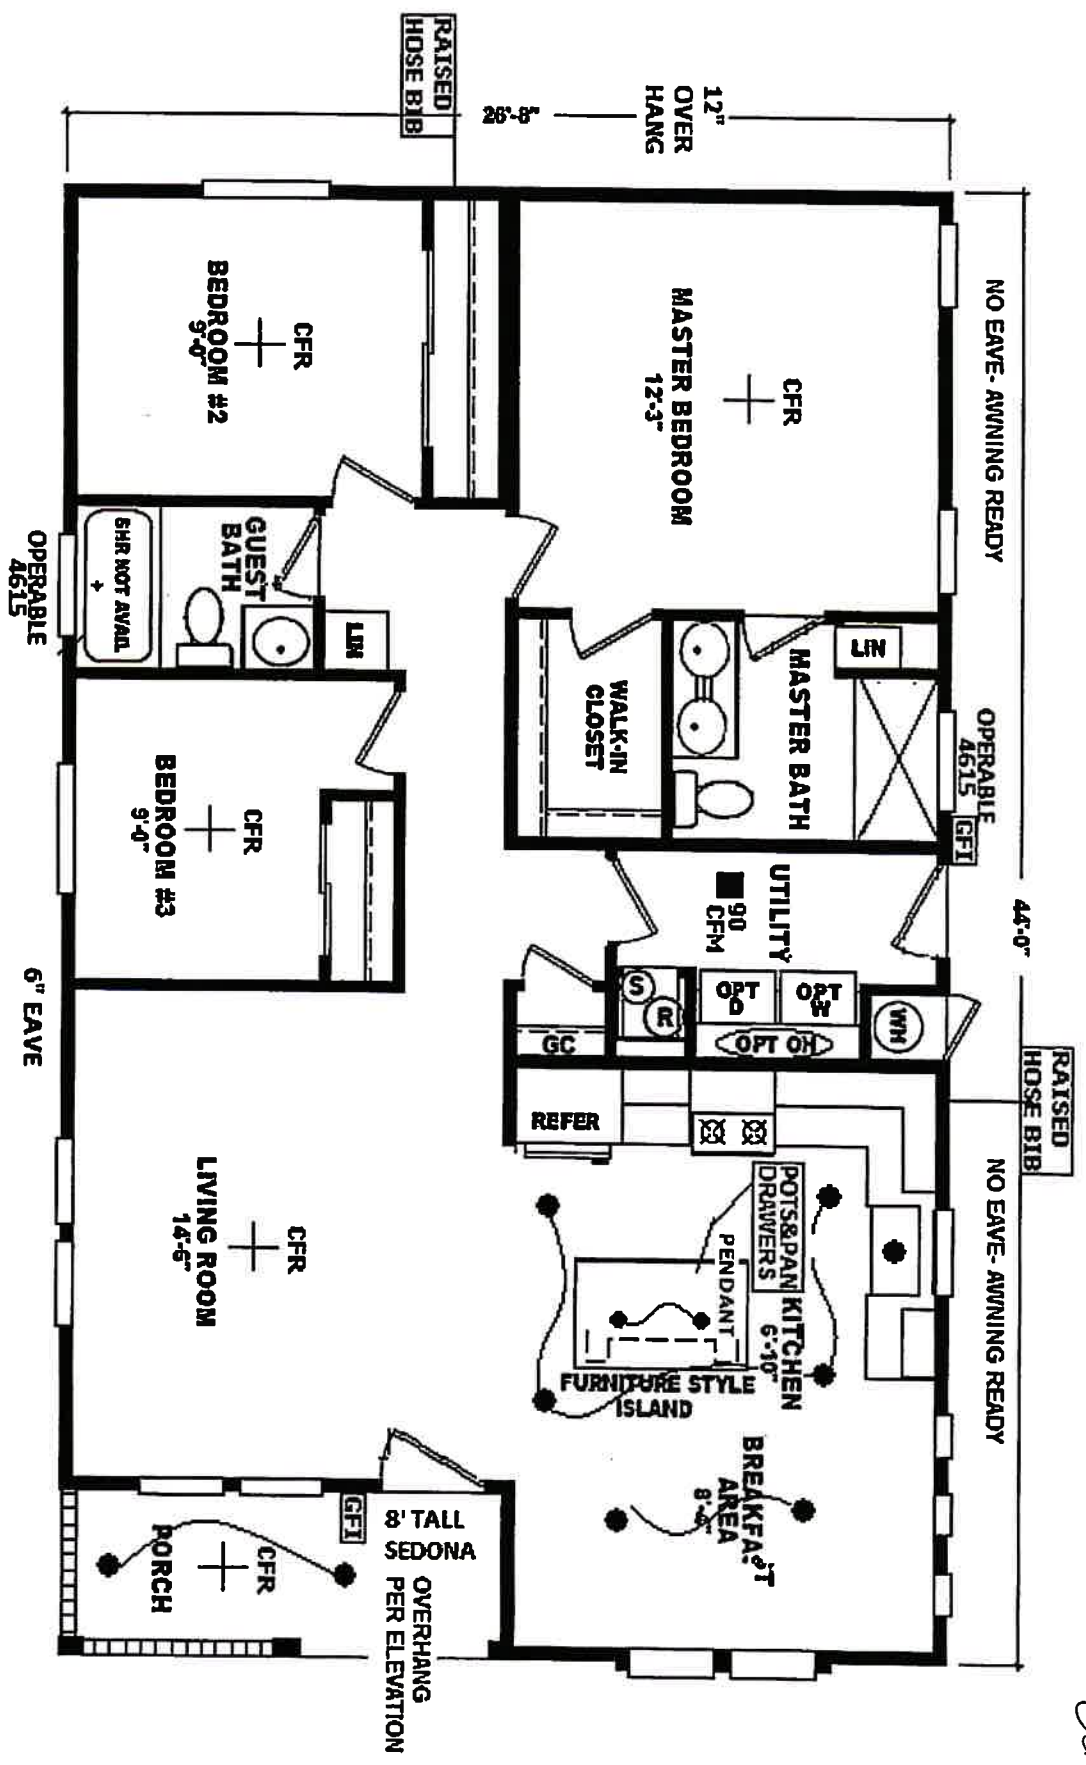 RAISED
HOSE BIB
26'-8"
12"
OVER
HANG
NO EAVE- AWNING READY
44'-0"
RAISED
HOSE BIB
NO EAVE- AWNING READY
CFR
MASTER BEDROOM
12'-3"
CFR
BEDROOM #2
9'-0"
OPERABLE
4615
SHR NOT AVAIL
GUEST
BATH
LIN
WALK-IN
CLOSET
MASTER BATH
LIN
OPERABLE
4615
GFI
CFR
BEDROOM #3
9'-0"
UTILITY
90
CFM
S
R
OPT
D
OPT
W
OPT OH
WH
GC
REFER
6" EAVE
CFR
LIVING ROOM
14'-6"
POTS&PAN
DRAWERS
KITCHEN
6'-10"
PENDANT
FURNITURE STYLE
ISLAND
BREAKFAST
AREA
GFI
8' TALL
SEDONA
CFR
PORCH
OVERHANG
PER ELEVATION